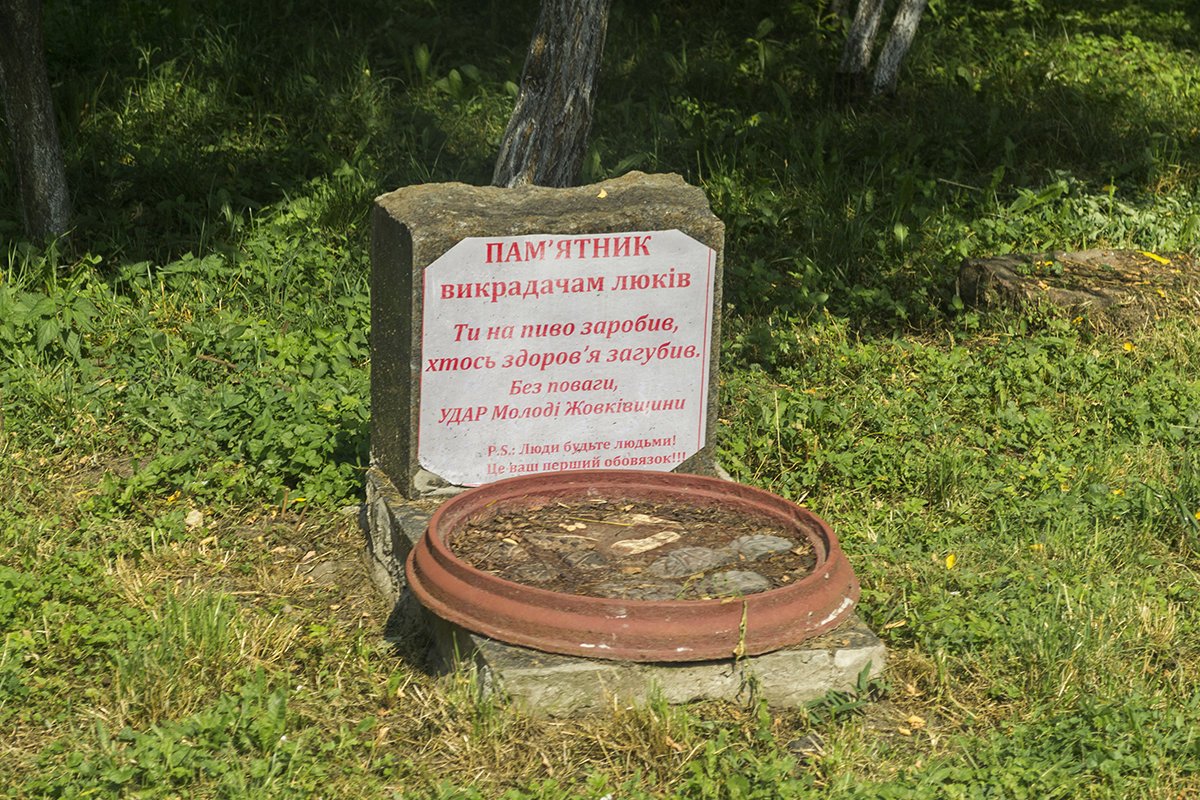 ПАМ’ЯТНИК
викрадачам люків
Ти на пиво заробив,
хтось здоров’я загубив.
Без поваги,
УДАР Молоді Жовківщини
P.S.: Люди будьте людьми!
Це ваш перший обовязок!!!